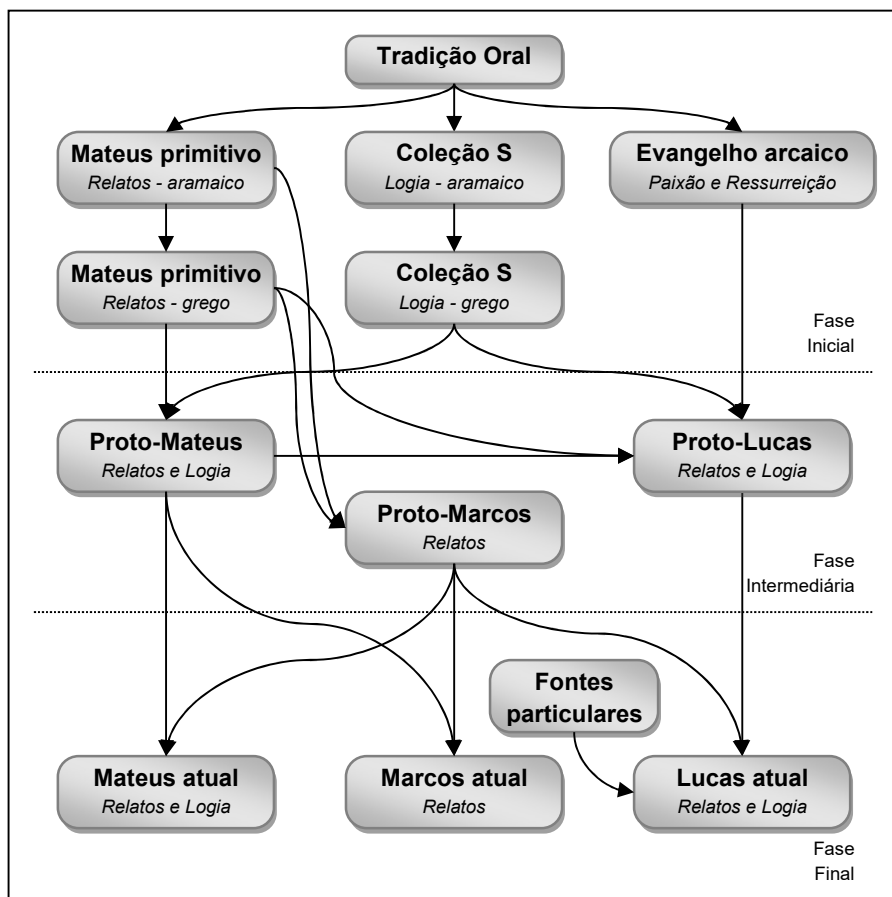 Tradição Oral
Mateus primitivo
Relatos - aramaico
Coleção S
Logia - aramaico
Evangelho arcaico
Paixão e Ressurreição
Mateus primitivo
Relatos - grego
Coleção S
Logia - grego
Fase
Inicial
Proto-Mateus
Relatos e Logia
Proto-Lucas
Relatos e Logia
Proto-Marcos
Relatos
Fase
Intermediária
Fontes
particulares
Mateus atual
Relatos e Logia
Marcos atual
Relatos
Lucas atual
Relatos e Logia
Fase
Final